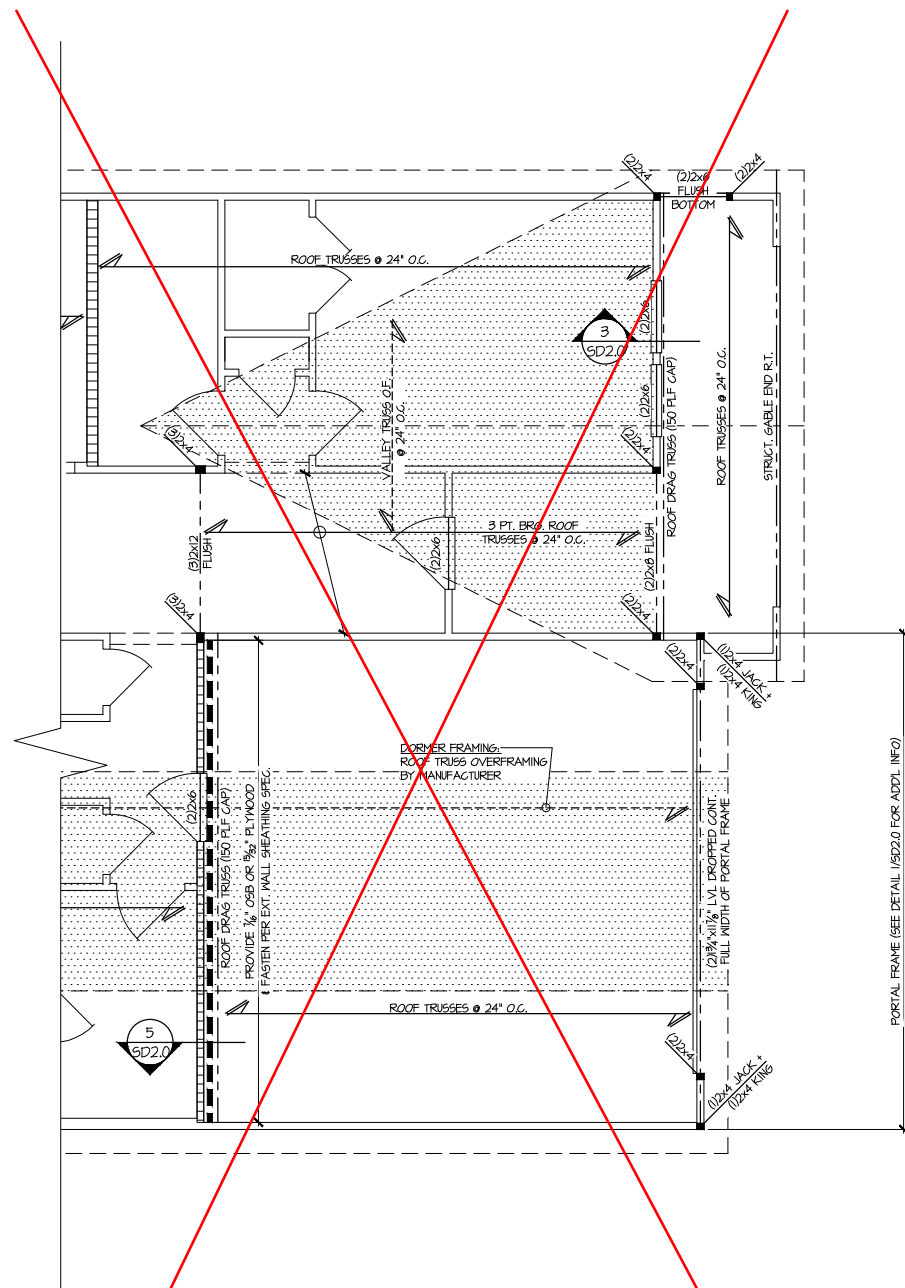 (2)2x4
(2)2x6
FLUSH
BOTTOM
(2)2x4
ROOF TRUSSES @ 24" O.C.
(2)2x6
3
SD2.0
(2)2x6
VALLEY TRUSS O.F.
@ 24" O.C.
(3)2x4
(2)2x4
ROOF DRAG TRUSS (150 PLF CAP)
ROOF TRUSSES @ 24" O.C.
STRUCT. GABLE END R.T.
(3)2x12
FLUSH
3 PT. BRG. ROOF
TRUSSES @ 24" O.C.
(2)2x6
(2)2x8 FLUSH
(3)2x4
(2)2x4
(2)2x4
(1)2x4 JACK +
(1)2x4 KING
DORMER FRAMING:
ROOF TRUSS OVERFRAMING
BY MANUFACTURER
(2)2x6
ROOF DRAG TRUSS (150 PLF CAP)
PROVIDE 7/16" OSB OR 15/32" PLYWOOD
& FASTEN PER EXT. WALL SHEATHING SPEC.
(2)1¾"x11⅞" LVL DROPPED CONT.
FULL WIDTH OF PORTAL FRAME
PORTAL FRAME (SEE DETAIL 1/SD2.0 FOR ADD'L INFO)
ROOF TRUSSES @ 24" O.C.
5
SD2.0
(2)2x4
(1)2x4 JACK +
(1)2x4 KING